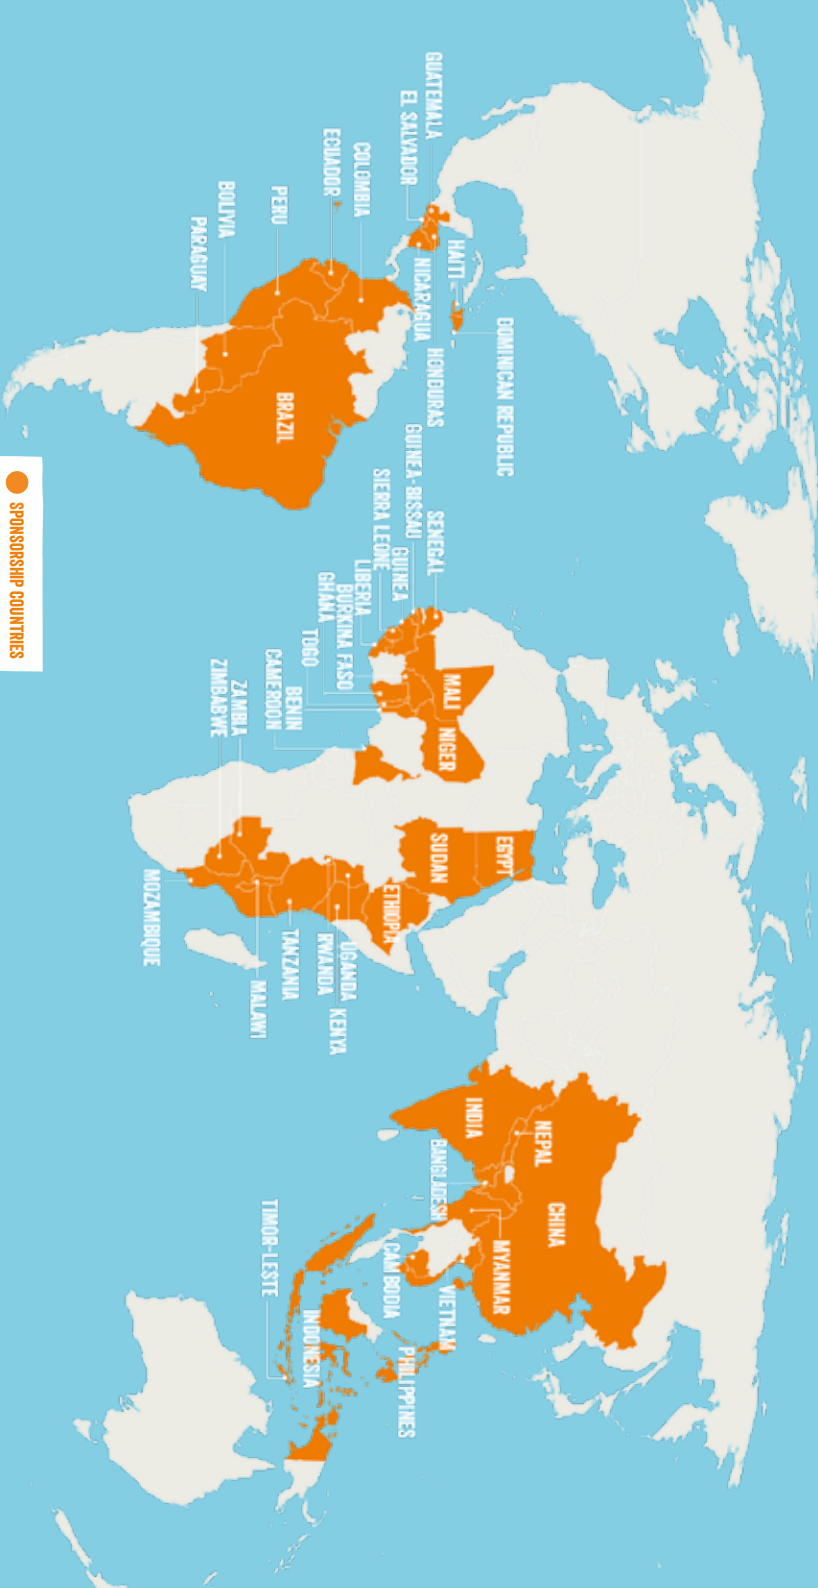 GUATEMALA
EL SALVADOR
HAITI
DOMINICAN REPUBLIC
NICARAGUA
HONDURAS
COLOMBIA
ECUADOR
PERU
BOLIVIA
PARAGUAY
BRAZIL
SENEGAL
GUINEA-BISSAU
GUINEA
SIERRA LEONE
LIBERIA
BURKINA FASO
GHANA
TOGO
BENIN
CAMEROON
ZAMBIA
ZIMBABWE
MALI
NIGER
EGYPT
SUDAN
ETHIOPIA
UGANDA
KENYA
RWANDA
TANZANIA
MALAWI
MOZAMBIQUE
INDIA
NEPAL
BANGLADESH
CHINA
MYANMAR
VIETNAM
CAMBODIA
PHILIPPINES
INDONESIA
TIMOR-LESTE
SPONSORSHIP COUNTRIES